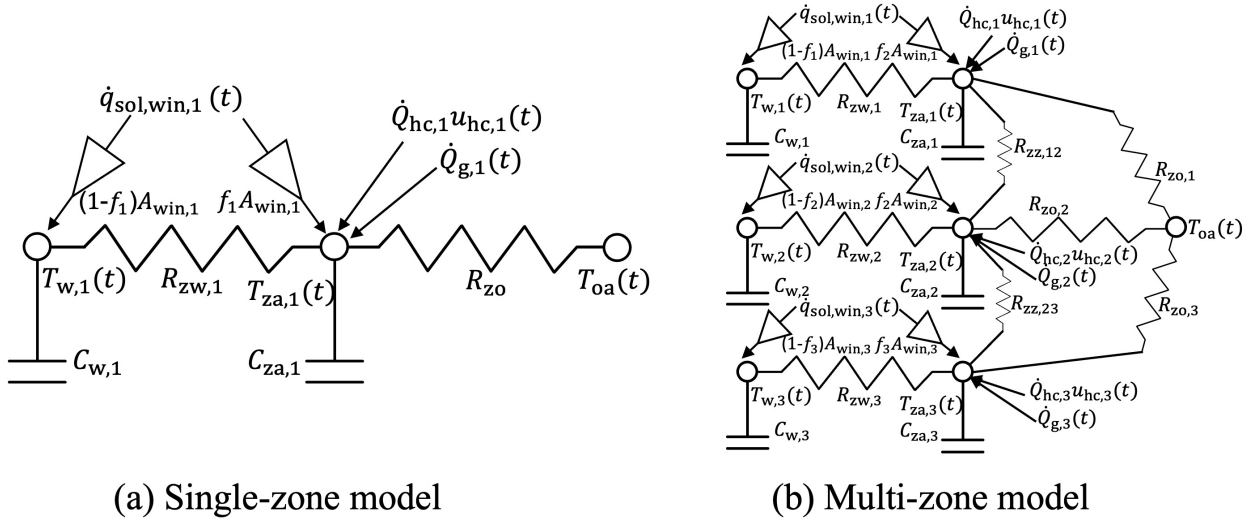 q̇sol,win,1 (t)
Q̇hc,1uhc,1(t)
Q̇g,1(t)
(1-f1)Awin,1 f1Awin,1
Tw,1(t) Rzw,1 Tza,1(t) Rzo Toa(t)
Cw,1 Cza,1
(a) Single-zone model
q̇sol,win,1(t) Q̇hc,1uhc,1(t)
Q̇g,1(t)
(1-f1)Awin,1 f2Awin,1
Tw,1(t) Rzw,1 Tza,1(t)
Cw,1 Cza,1 Rzz,12 Rzo,1
q̇sol,win,2(t)
(1-f2)Awin,2 f2Awin,2 Rzo,2
Toa(t)
Tw,2(t) Rzw,2 Tza,2(t) Q̇hc,2uhc,2(t)
Q̇g,2(t)
Cw,2 Cza,2 Rzz,23 Rzo,3
q̇sol,win,3(t)
(1-f3)Awin,3 f3Awin,3
Tw,3(t) Rzw,3 Tza,3(t) Q̇hc,3uhc,3(t)
Q̇g,3(t)
Cw,3 Cza,3
(b) Multi-zone model